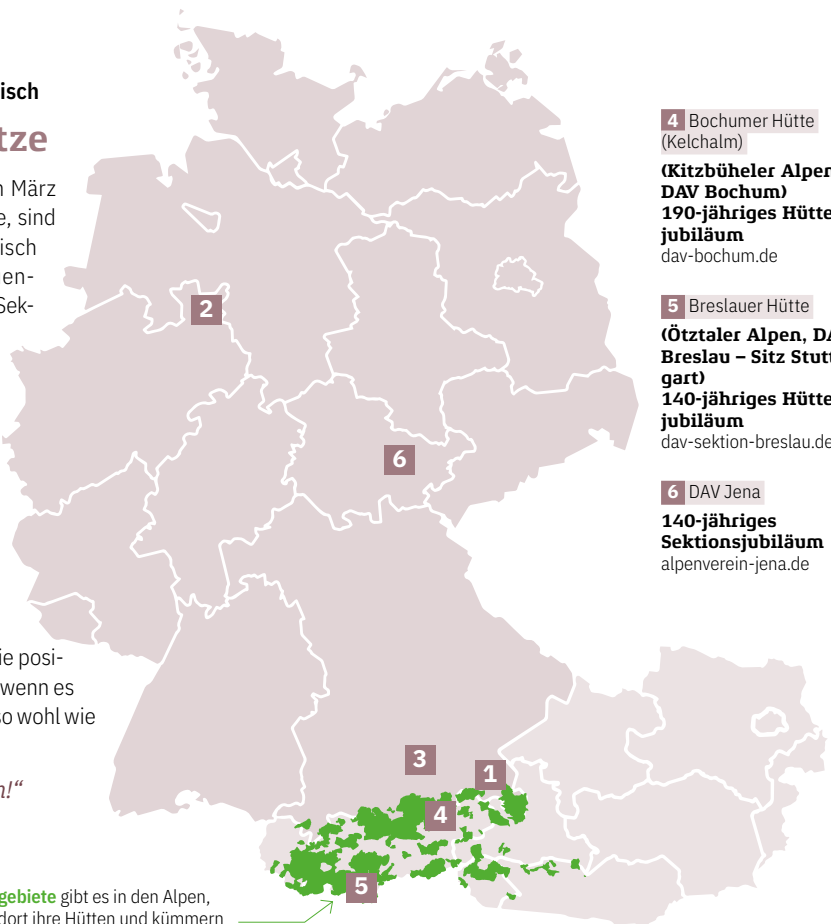 isch
tze
n März
e, sind
isch
en-
Sek-
ie posi-
wenn es
so wohl wie
n!“
gebiete gibt es in den Alpen,
dort ihre Hütten und kümmern
2
6
3
1
4
5
4 Bochumer Hütte
(Kelchalm)
(Kitzbüheler Alpen
DAV Bochum)
190-jähriges Hütte
jubiläum
dav-bochum.de
5 Breslauer Hütte
(Ötztaler Alpen, DA
Breslau – Sitz Stutt
gart)
140-jähriges Hütte
jubiläum
dav-sektion-breslau.de
6 DAV Jena
140-jähriges
Sektionsjubiläum
alpenverein-jena.de